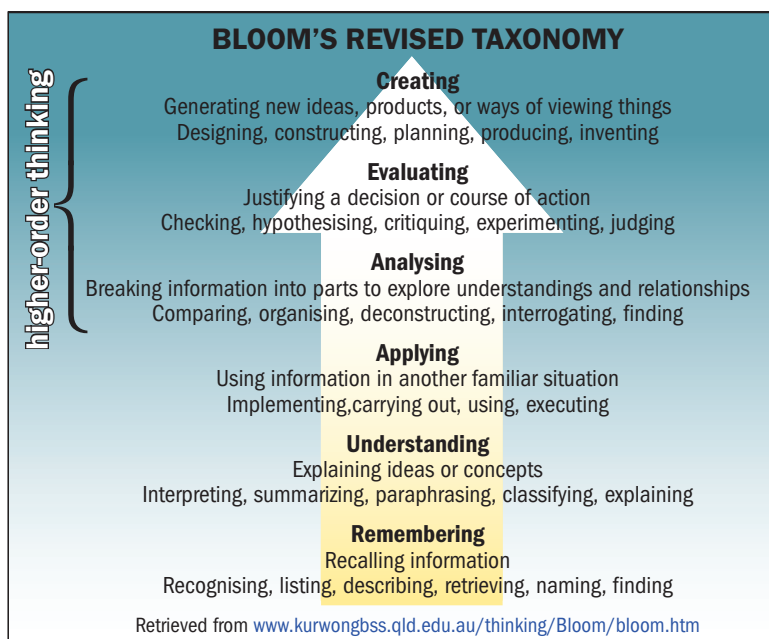 BLOOM'S REVISED TAXONOMY
higher-order thinking
Creating
Generating new ideas, products, or ways of viewing things
Designing, constructing, planning, producing, inventing
Evaluating
Justifying a decision or course of action
Checking, hypothesising, critiquing, experimenting, judging
Analysing
Breaking information into parts to explore understandings and relationships
Comparing, organising, deconstructing, interrogating, finding
Applying
Using information in another familiar situation
Implementing,carrying out, using, executing
Understanding
Explaining ideas or concepts
Interpreting, summarizing, paraphrasing, classifying, explaining
Remembering
Recalling information
Recognising, listing, describing, retrieving, naming, finding
Retrieved from www.kurwongbss.qld.edu.au/thinking/Bloom/bloom.htm